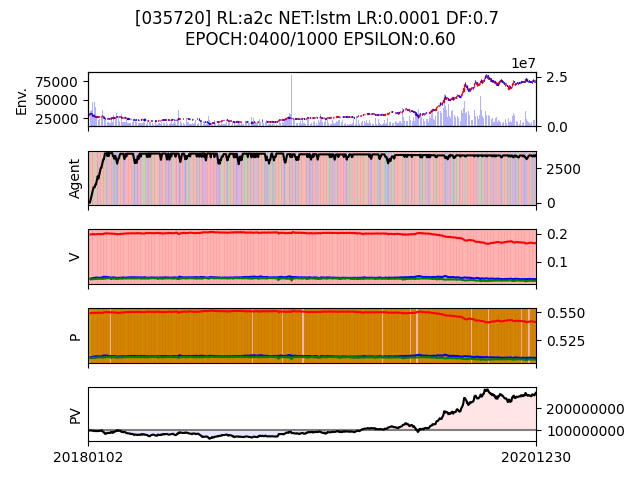 [035720] RL:a2c NET:lstm LR:0.0001 DF:0.7
EPOCH:0400/1000 EPSILON:0.60
1e7
Env.
75000
50000
25000
2.5
0.0
Agent
2500
0
V
0.2
0.1
P
0.550
0.525
PV
200000000
100000000
20180102
20201230